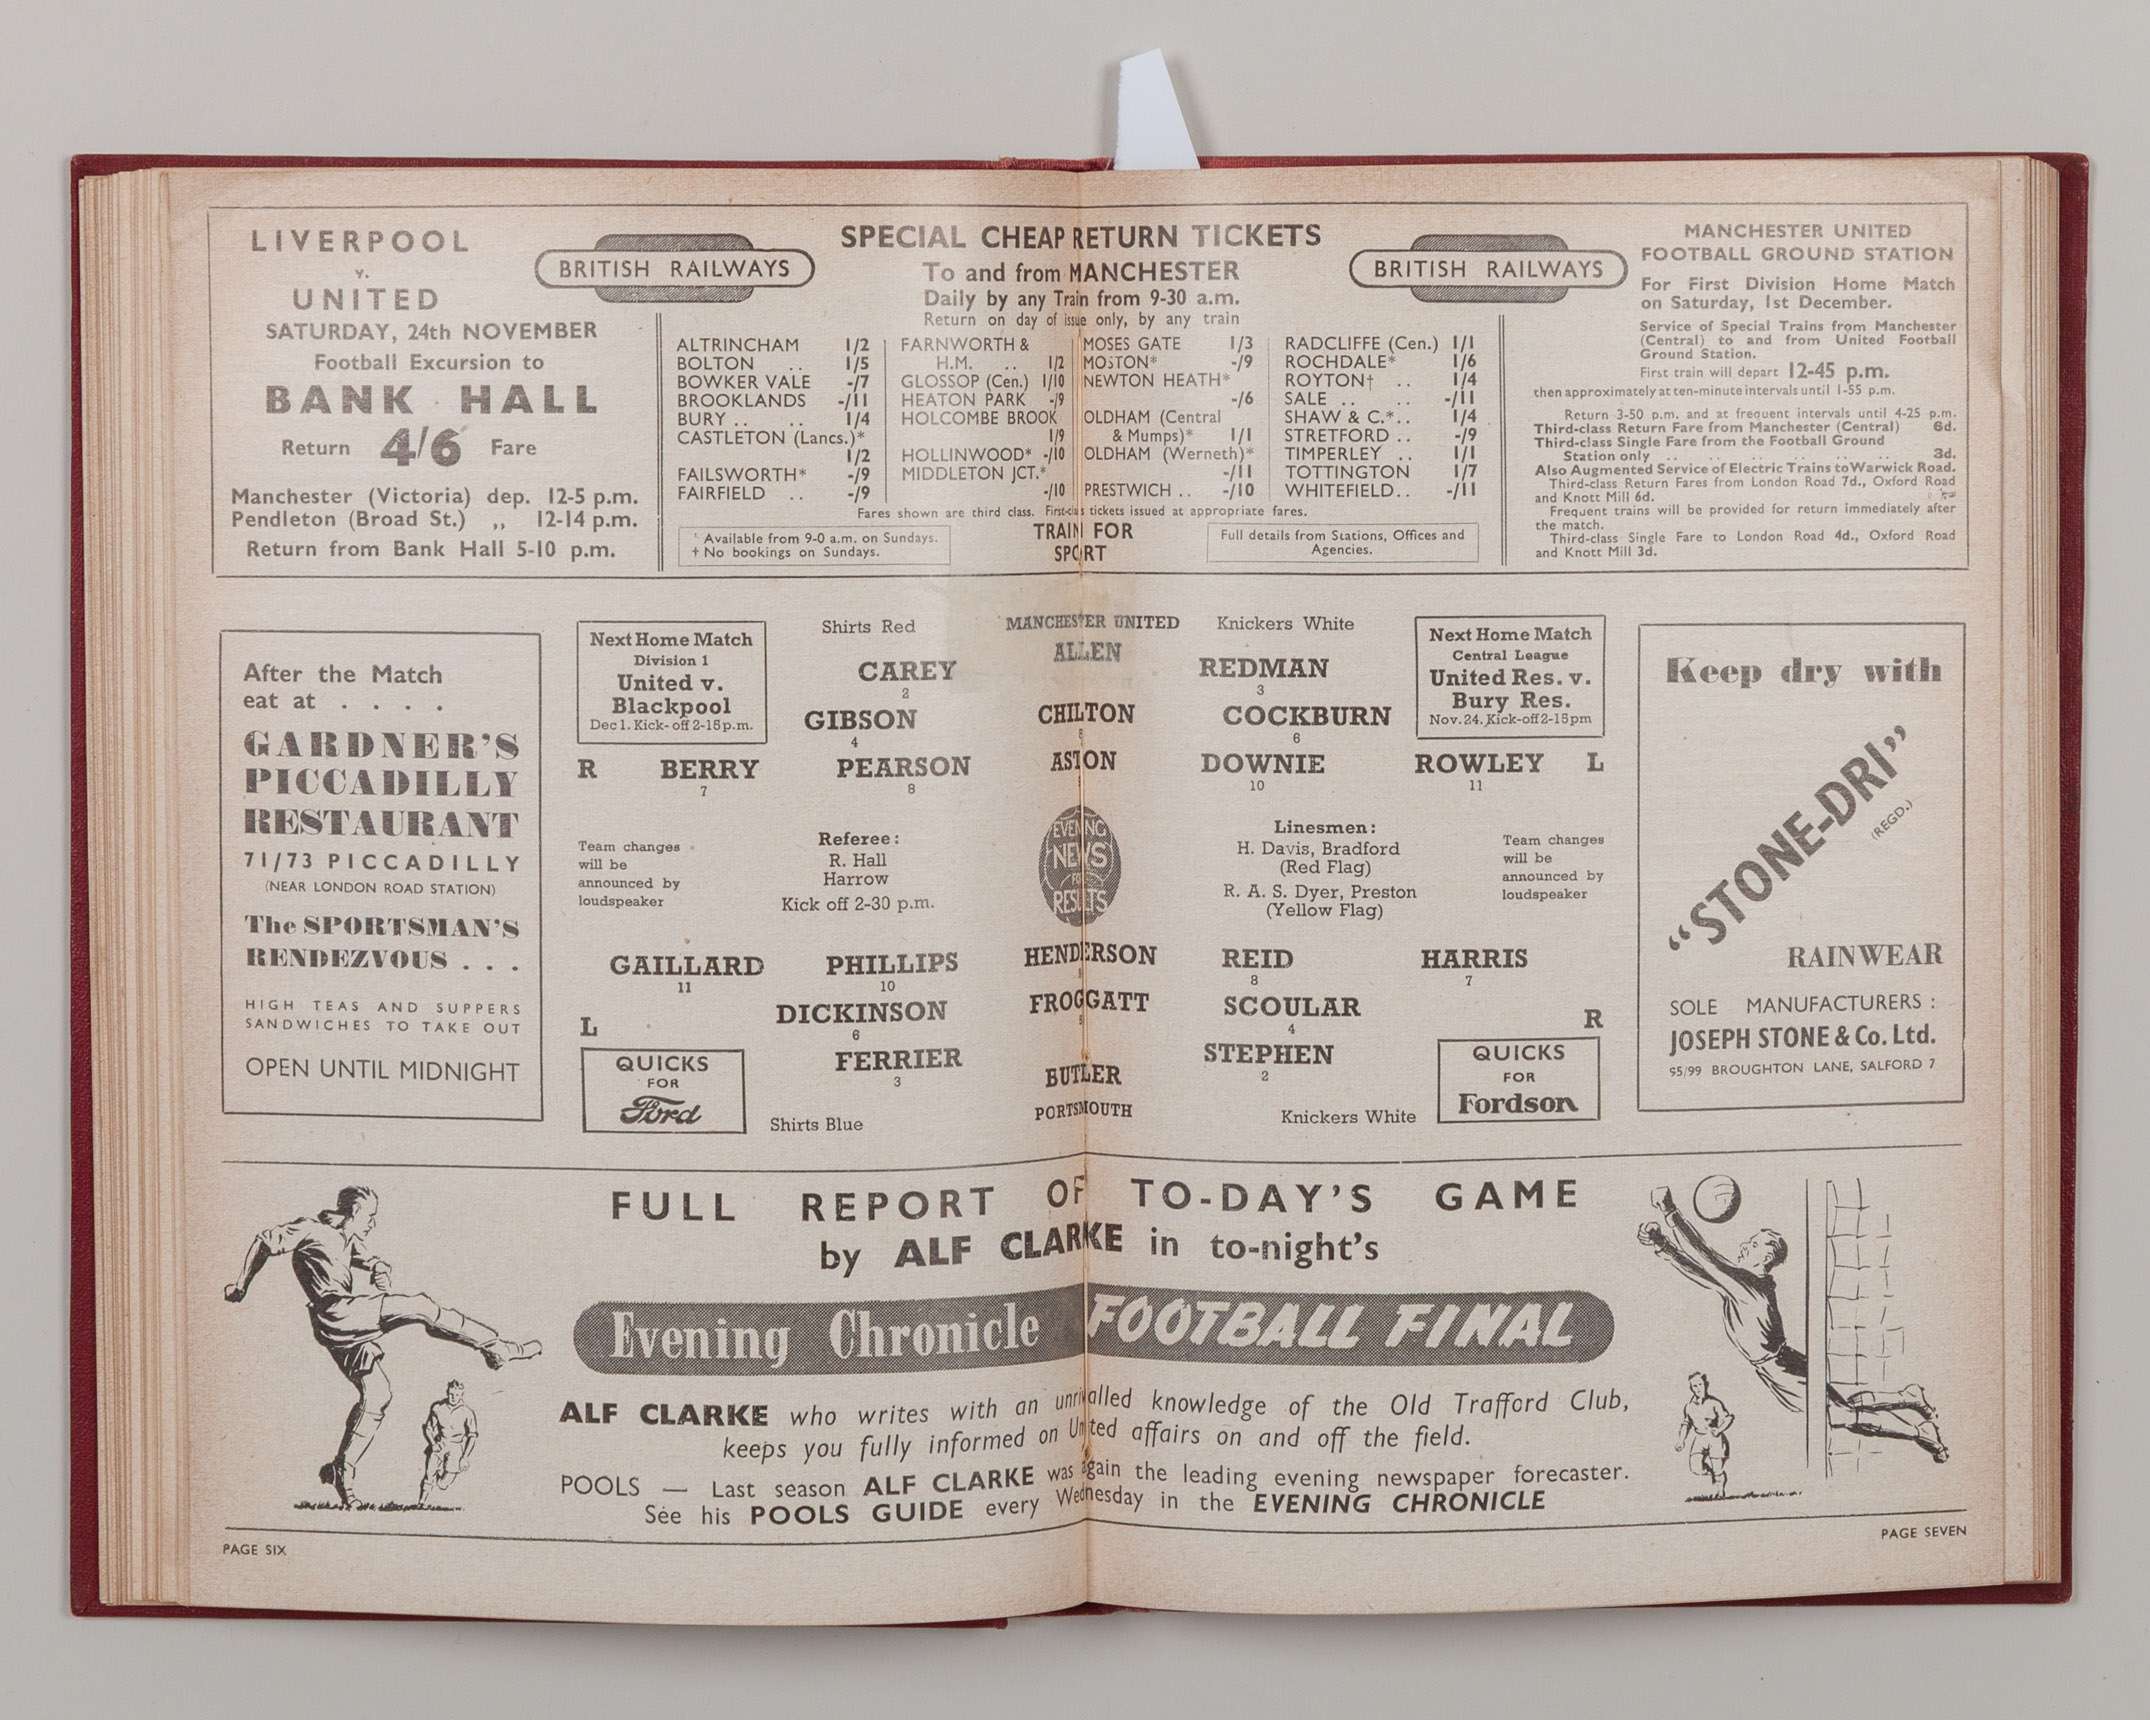 LIVERPOOL
v.
UNITED
SATURDAY, 24th NOVEMBER
Football Excursion to
BANK HALL
Return 4/6 Fare
Manchester (Victoria) dep. 12-5 p.m.
Pendleton (Broad St.) ,, 12-14 p.m.
Return from Bank Hall 5-10 p.m.
BRITISH RAILWAYS
SPECIAL CHEAP RETURN TICKETS
To and from MANCHESTER
Daily by any Train from 9-30 a.m.
Return on day of issue only, by any train
BRITISH RAILWAYS
ALTRINCHAM 1/2
BOLTON .. 1/5
BOWKER VALE -/7
BROOKLANDS -/11
BURY .. .. 1/4
CASTLETON (Lancs.)*
1/2
FAILSWORTH* -/9
FAIRFIELD .. -/9
FARNWORTH &
H.M. .. 1/2
GLOSSOP (Cen.) 1/10
HEATON PARK -/9
HOLCOMBE BROOK
1/9
HOLLINWOOD* -/10
MIDDLETON JCT.*
-/10
MOSES GATE 1/3
MOSTON* -/9
NEWTON HEATH*
-/6
OLDHAM (Central
& Mumps)* 1/1
OLDHAM (Werneth)*
-/11
PRESTWICH .. -/10
RADCLIFFE (Cen.) 1/1
ROCHDALE* 1/6
ROYTON† .. 1/4
SALE .. .. -/11
SHAW & C.*.. 1/4
STRETFORD .. -/9
TIMPERLEY .. 1/1
TOTTINGTON 1/7
WHITEFIELD.. -/11
Fares shown are third class. First-class tickets issued at appropriate fares.
* Available from 9-0 a.m. on Sundays.
† No bookings on Sundays.
TRAIN FOR
SPORT
Full details from Stations, Offices and
Agencies.
MANCHESTER UNITED
FOOTBALL GROUND STATION
For First Division Home Match
on Saturday, 1st December.
Service of Special Trains from Manchester
(Central) to and from United Football
Ground Station.
First train will depart 12-45 p.m.
then approximately at ten-minute intervals until 1-55 p.m.
Return 3-50 p.m. and at frequent intervals until 4-25 p.m.
Third-class Return Fare from Manchester (Central) 6d.
Third-class Single Fare from the Football Ground
Station only .. .. .. .. .. .. 3d.
Also Augmented Service of Electric Trains to Warwick Road.
Third-class Return Fares from London Road 7d., Oxford Road
and Knott Mill 6d.
Frequent trains will be provided for return immediately after
the match.
Third-class Single Fare to London Road 4d., Oxford Road
and Knott Mill 3d.
After the Match
eat at . . . .
GARDNER'S
PICCADILLY
RESTAURANT
71/73 PICCADILLY
(NEAR LONDON ROAD STATION)
The SPORTSMAN'S
RENDEZVOUS . . .
HIGH TEAS AND SUPPERS
SANDWICHES TO TAKE OUT
OPEN UNTIL MIDNIGHT
Next Home Match
Division 1
United v.
Blackpool
Dec 1. Kick-off 2-15 p.m.
Shirts Red MANCHESTER UNITED Knickers White
ALLEN
CAREY REDMAN
2 3
GIBSON CHILTON COCKBURN
4 5 6
R BERRY PEARSON ASTON DOWNIE ROWLEY L
7 8 10 11
Next Home Match
Central League
United Res. v.
Bury Res.
Nov. 24. Kick-off 2-15pm
Team changes
will be
announced by
loudspeaker
Referee:
R. Hall
Harrow
Kick off 2-30 p.m.
EVENING
NEWS
FOR
RESULTS
Linesmen:
H. Davis, Bradford
(Red Flag)
R. A. S. Dyer, Preston
(Yellow Flag)
Team changes
will be
announced by
loudspeaker
GAILLARD PHILLIPS HENDERSON REID HARRIS
11 10 8 7
L DICKINSON FROGGATT SCOULAR R
6 5 4
FERRIER STEPHEN
3 2
BUTLER
Shirts Blue PORTSMOUTH Knickers White
QUICKS
FOR
Ford
QUICKS
FOR
Fordson
Keep dry with
"STONE-DRI"
(REGD.)
RAINWEAR
SOLE MANUFACTURERS :
JOSEPH STONE & Co. Ltd.
95/99 BROUGHTON LANE, SALFORD 7
FULL REPORT OF TO-DAY'S GAME
by ALF CLARKE in to-night's
Evening Chronicle FOOTBALL FINAL
ALF CLARKE who writes with an unrivalled knowledge of the Old Trafford Club,
keeps you fully informed on United affairs on and off the field.
POOLS — Last season ALF CLARKE was again the leading evening newspaper forecaster.
See his POOLS GUIDE every Wednesday in the EVENING CHRONICLE
PAGE SIX
PAGE SEVEN